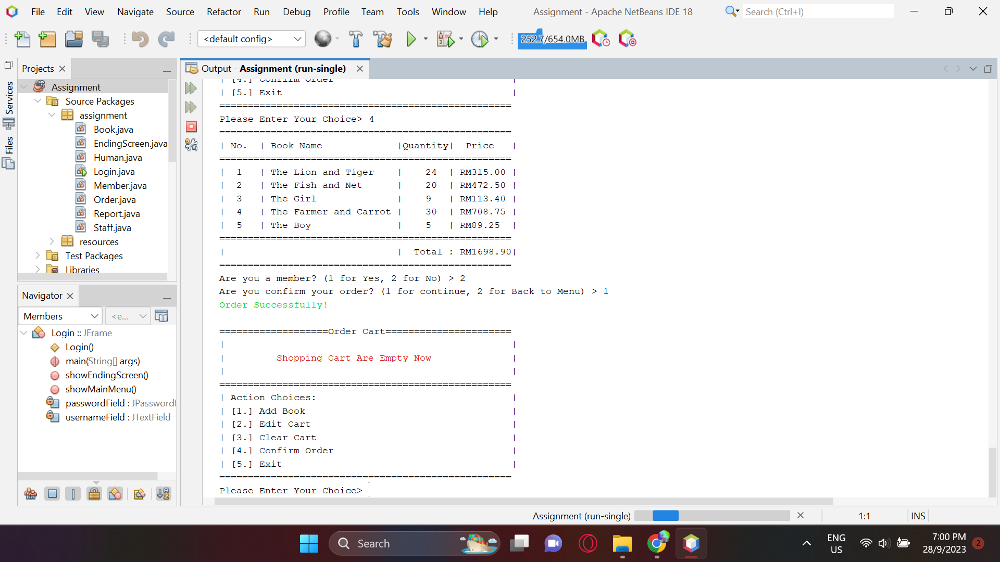 File Edit View Navigate Source Refactor Run Debug Profile Team Tools Window Help Assignment - Apache NetBeans IDE 18 Search (Ctrl+I)
<default config> 252.7/654.0MB
Projects
Output - Assignment (run-single)
Services
Files
Assignment
Source Packages
assignment
Book.java
EndingScreen.java
Human.java
Login.java
Member.java
Order.java
Report.java
Staff.java
resources
Test Packages
Libraries
Navigator
Members <e...
Login :: JFrame
Login()
main(String[] args)
showEndingScreen()
showMainMenu()
passwordField : JPassword
usernameField : JTextField
| [4.] Confirm Order |
| [5.] Exit |
===================================================
Please Enter Your Choice> 4
===================================================
| No. | Book Name |Quantity| Price |
===================================================
| 1 | The Lion and Tiger | 24 | RM315.00 |
| 2 | The Fish and Net | 20 | RM472.50 |
| 3 | The Girl | 9 | RM113.40 |
| 4 | The Farmer and Carrot | 30 | RM708.75 |
| 5 | The Boy | 5 | RM89.25 |
===================================================
| | Total : RM1698.90|
===================================================
Are you a member? (1 for Yes, 2 for No) > 2
Are you confirm your order? (1 for continue, 2 for Back to Menu) > 1
Order Successfully!
===================Order Cart======================
| |
| Shopping Cart Are Empty Now |
| |
===================================================
| Action Choices: |
| [1.] Add Book |
| [2.] Edit Cart |
| [3.] Clear Cart |
| [4.] Confirm Order |
| [5.] Exit |
===================================================
Please Enter Your Choice>
Assignment (run-single) 1:1 INS
Search
ENG
US
7:00 PM
28/9/2023
2